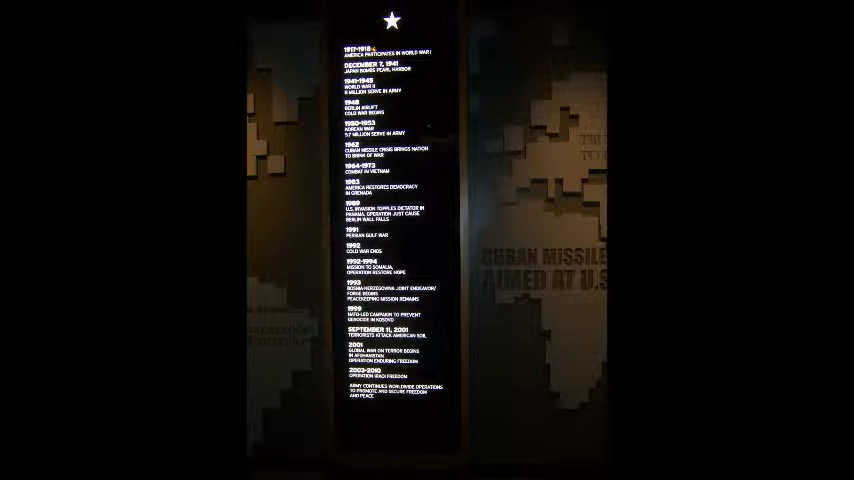 1917-1918
AMERICA PARTICIPATES IN WORLD WAR I
DECEMBER 7, 1941
JAPAN BOMBS PEARL HARBOR
1941-1945
WORLD WAR II
8 MILLION SERVE IN ARMY
1948
BERLIN AIRLIFT
COLD WAR BEGINS
1950-1953
KOREAN WAR
5.7 MILLION SERVE IN ARMY
1962
CUBAN MISSILE CRISIS BRINGS NATION
TO BRINK OF WAR
1964-1973
COMBAT IN VIETNAM
1983
AMERICA RESTORES DEMOCRACY
IN GRENADA
1989
U.S. INVASION TOPPLES DICTATOR IN
PANAMA, OPERATION JUST CAUSE
BERLIN WALL FALLS
1991
PERSIAN GULF WAR
1992
COLD WAR ENDS
1992-1994
MISSION TO SOMALIA,
OPERATION RESTORE HOPE
1993
BOSNIA-HERZEGOVINA JOINT ENDEAVOR/
FORGE BEGINS
PEACEKEEPING MISSION REMAINS
1999
NATO-LED CAMPAIGN TO PREVENT
GENOCIDE IN KOSOVO
SEPTEMBER 11, 2001
TERRORISTS ATTACK AMERICAN SOIL
2001
GLOBAL WAR ON TERROR BEGINS
IN AFGHANISTAN
OPERATION ENDURING FREEDOM
2003-2010
OPERATION IRAQI FREEDOM
ARMY CONTINUES WORLDWIDE OPERATIONS
TO PROMOTE AND SECURE FREEDOM
AND PEACE
CUBAN MISSILE
AIMED AT U.S